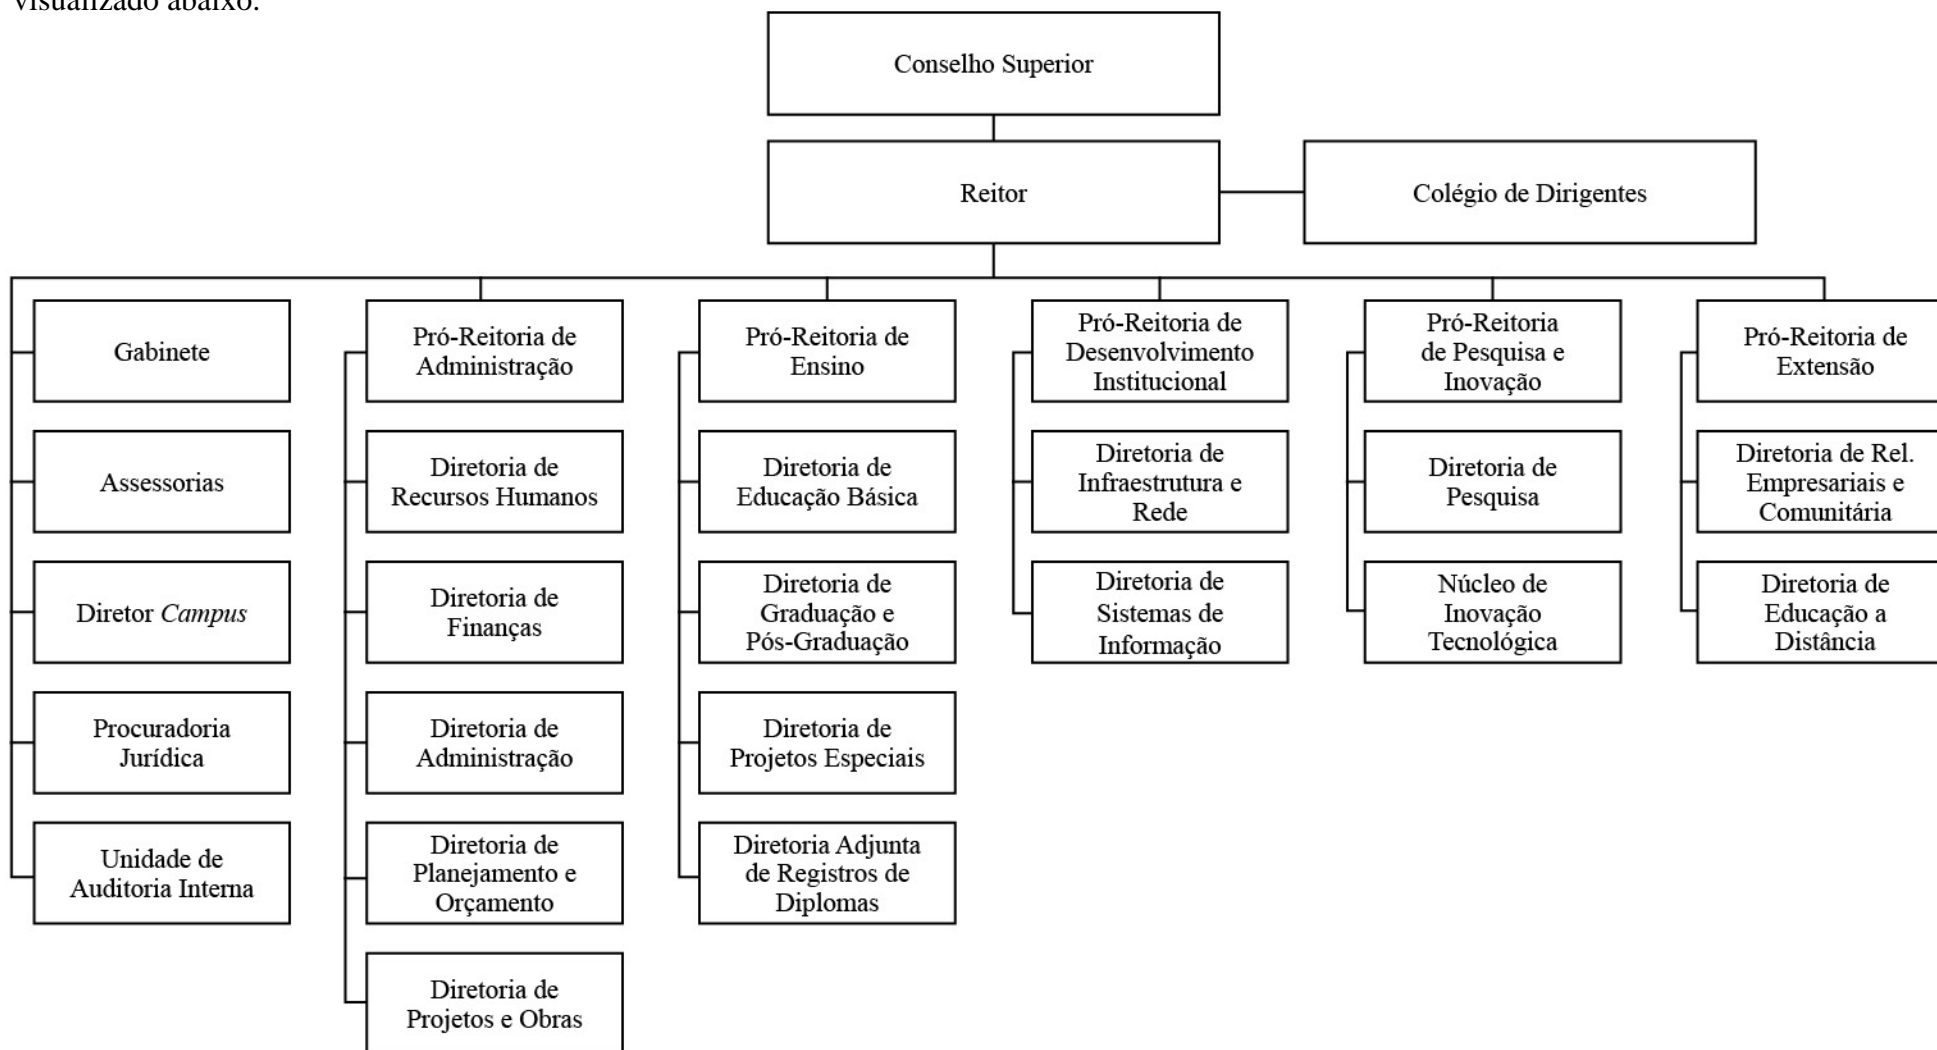 visualizado abaixo.
Conselho Superior
Reitor
Colégio de Dirigentes
Gabinete
Assessorias
Diretor Campus
Procuradoria
Jurídica
Unidade de
Auditoria Interna
Pró-Reitoria de
Administração
Diretoria de
Recursos Humanos
Diretoria de
Finanças
Diretoria de
Administração
Diretoria de
Planejamento e
Orçamento
Diretoria de
Projetos e Obras
Pró-Reitoria de
Ensino
Diretoria de
Educação Básica
Diretoria de
Graduação e
Pós-Graduação
Diretoria de
Projetos Especiais
Diretoria Adjunta
de Registros de
Diplomas
Pró-Reitoria de
Desenvolvimento
Institucional
Diretoria de
Infraestrutura e
Rede
Diretoria de
Sistemas de
Informação
Pró-Reitoria
de Pesquisa e
Inovação
Diretoria de
Pesquisa
Núcleo de
Inovação
Tecnológica
Pró-Reitoria de
Extensão
Diretoria de Rel.
Empresariais e
Comunitária
Diretoria de
Educação a
Distância